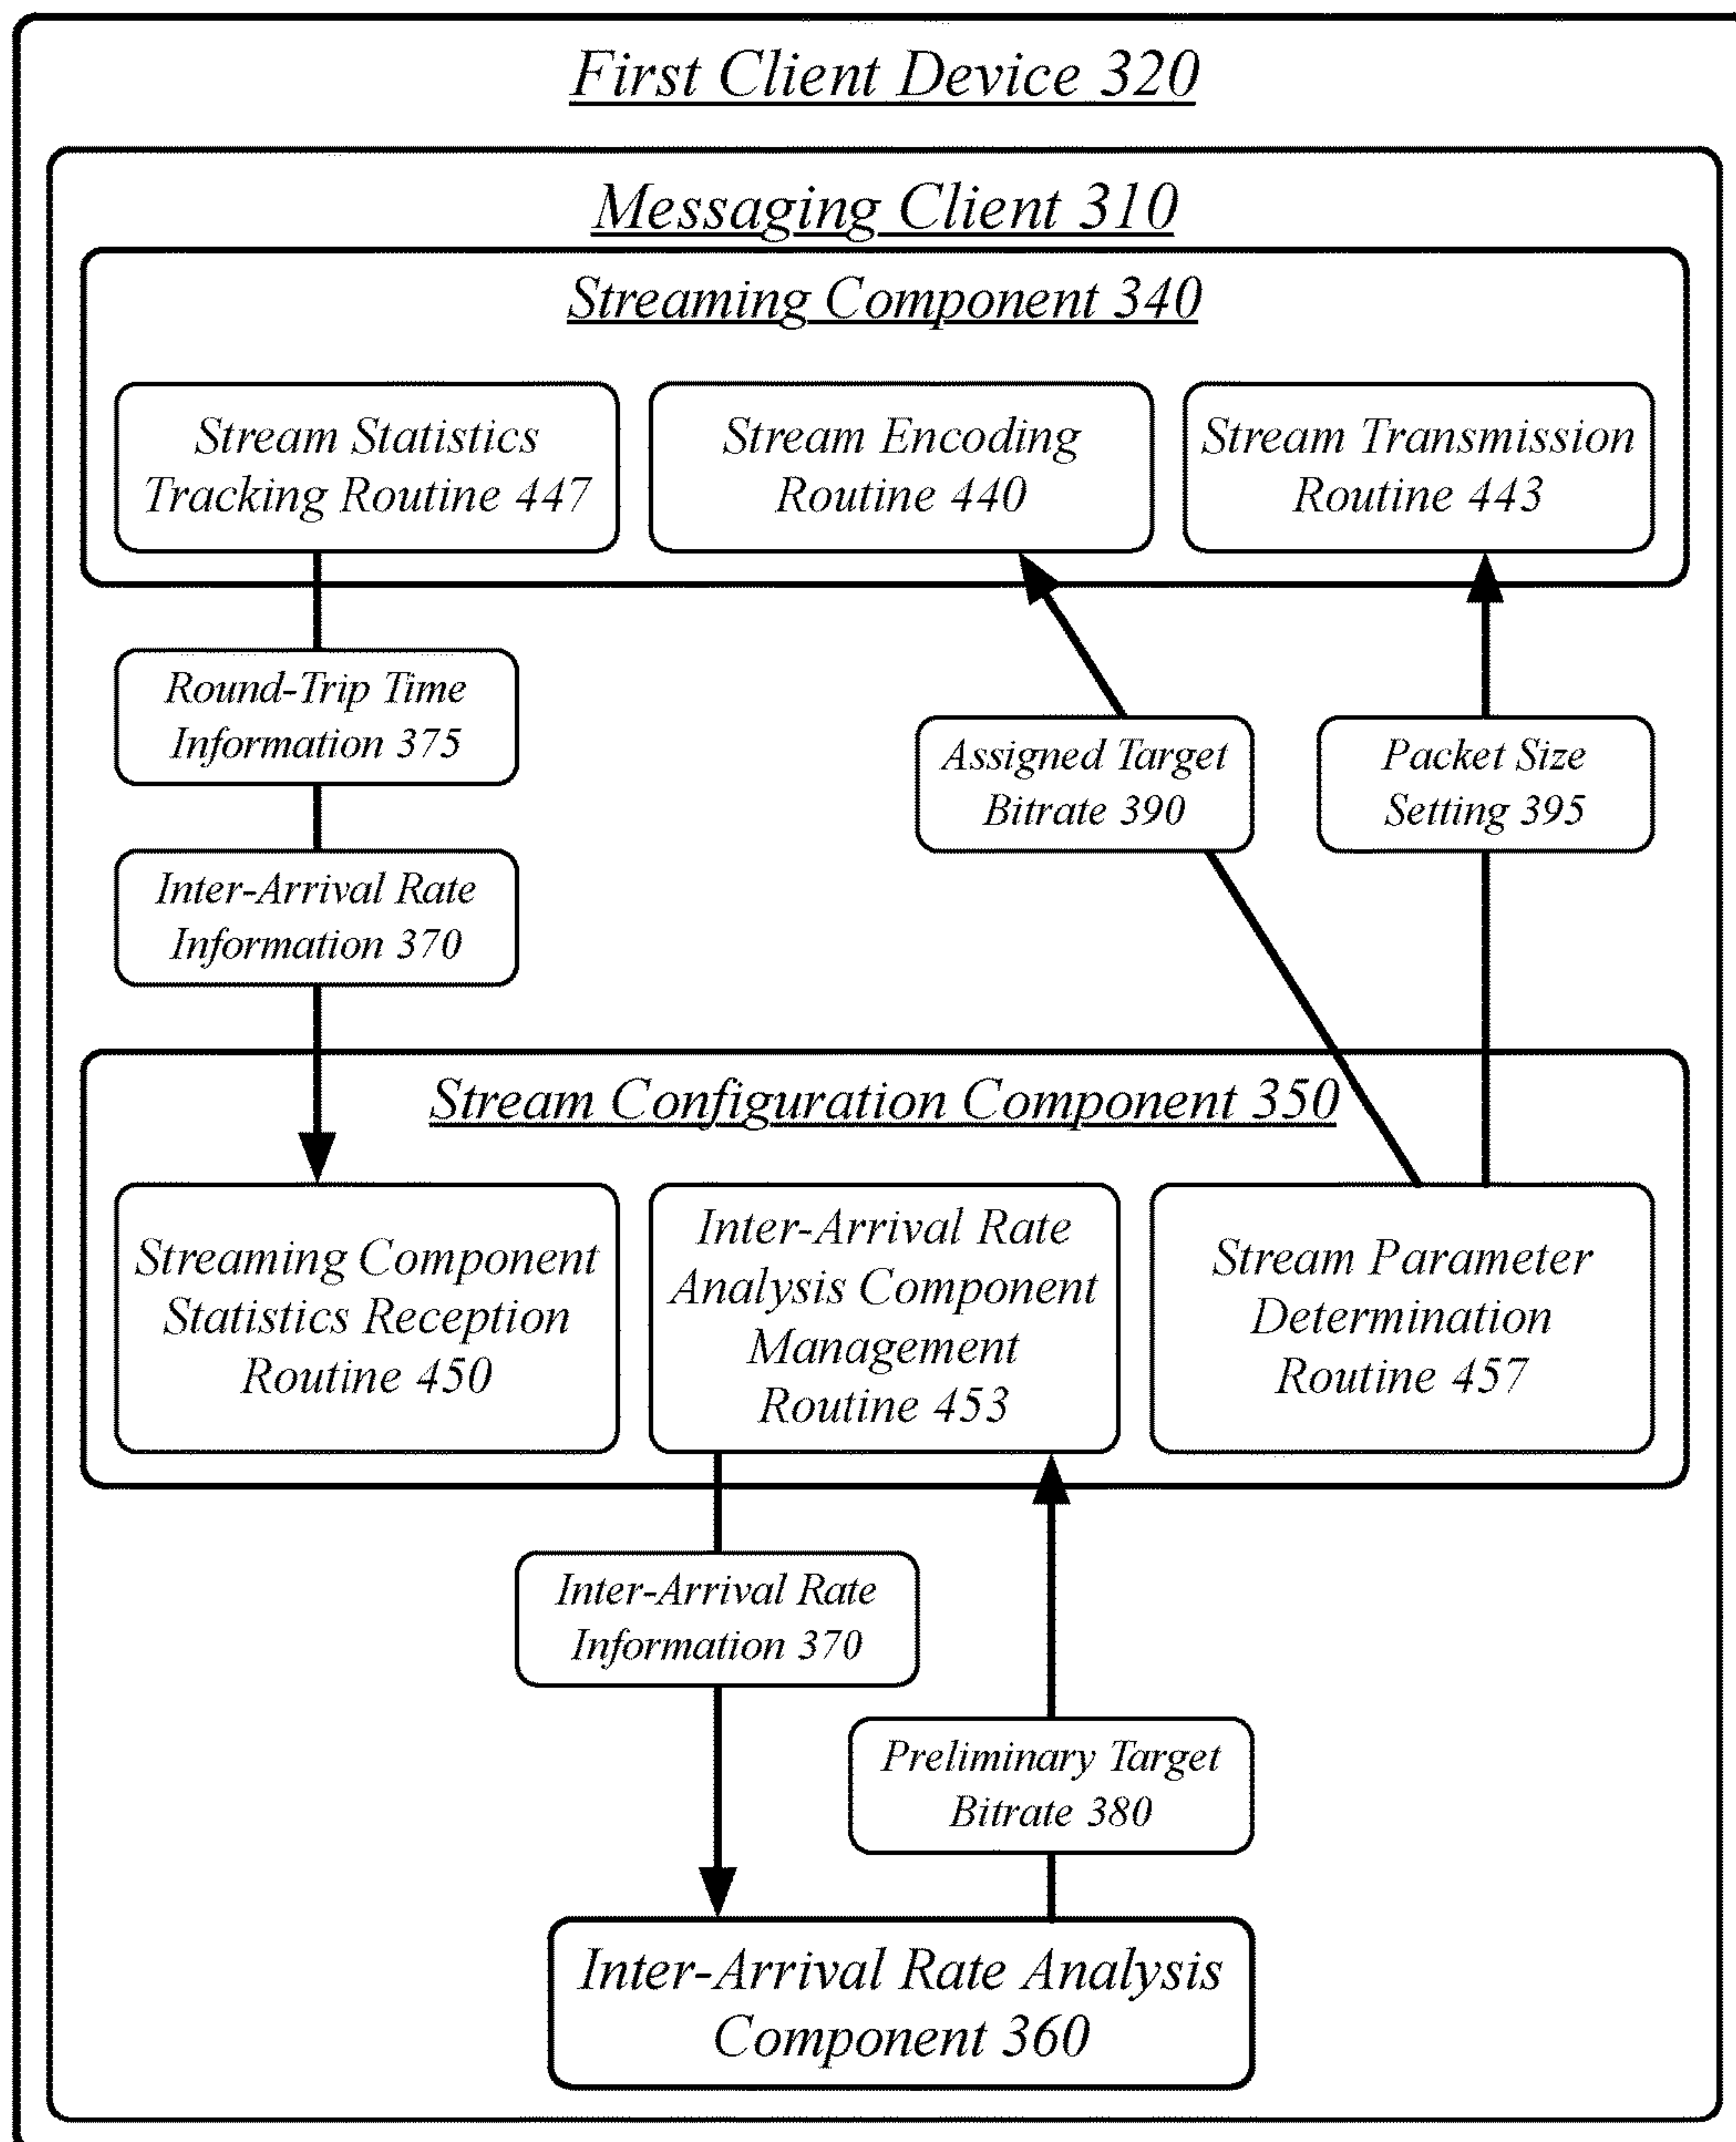 First Client Device 320
Messaging Client 310
Streaming Component 340
Stream Statistics
Tracking Routine 447
Stream Encoding
Routine 440
Stream Transmission
Routine 443
Round-Trip Time
Information 375
Assigned Target
Bitrate 390
Packet Size
Setting 395
Inter-Arrival Rate
Information 370
Stream Configuration Component 350
Streaming Component
Statistics Reception
Routine 450
Inter-Arrival Rate
Analysis Component
Management
Routine 453
Stream Parameter
Determination
Routine 457
Inter-Arrival Rate
Information 370
Preliminary Target
Bitrate 380
Inter-Arrival Rate Analysis
Component 360